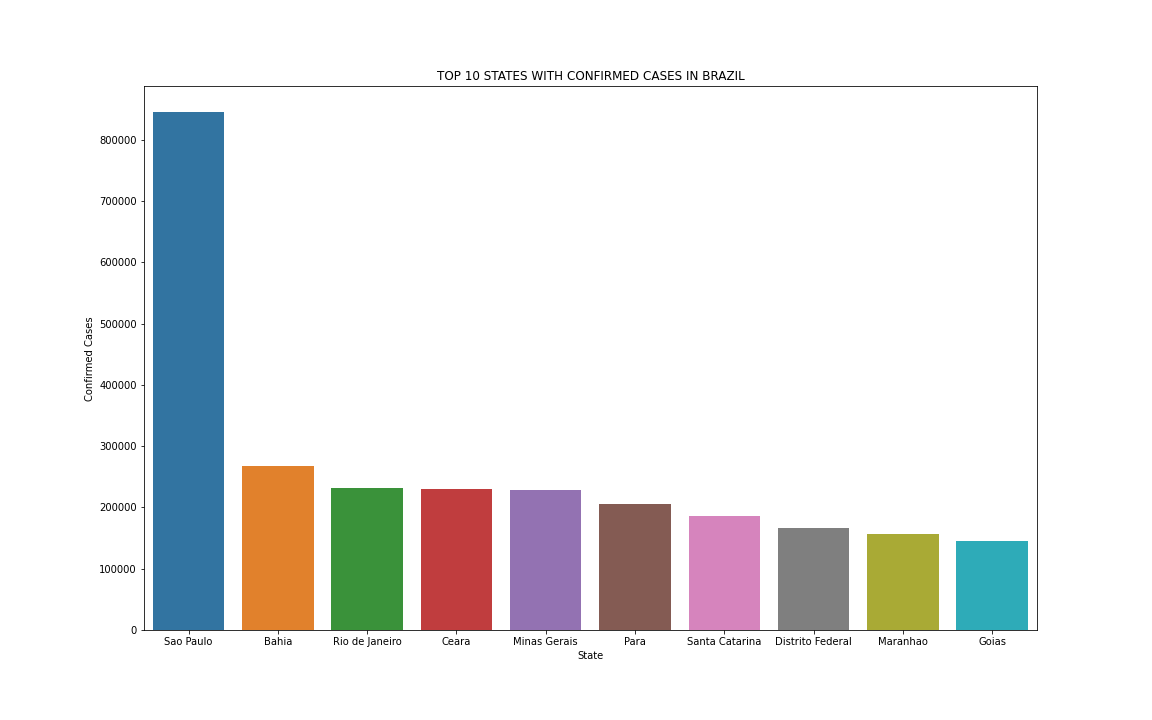 TOP 10 STATES WITH CONFIRMED CASES IN BRAZIL
800000
700000
600000
500000
400000
300000
200000
100000
0
Confirmed Cases
Sao Paulo Bahia Rio de Janeiro Ceara Minas Gerais Para Santa Catarina Distrito Federal Maranhao Goias
State